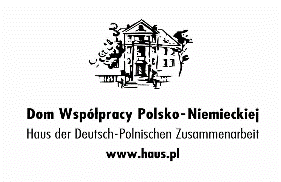 Dom Współpracy Polsko-Niemieckiej
Haus der Deutsch-Polnischen Zusammenarbeit
www.haus.pl